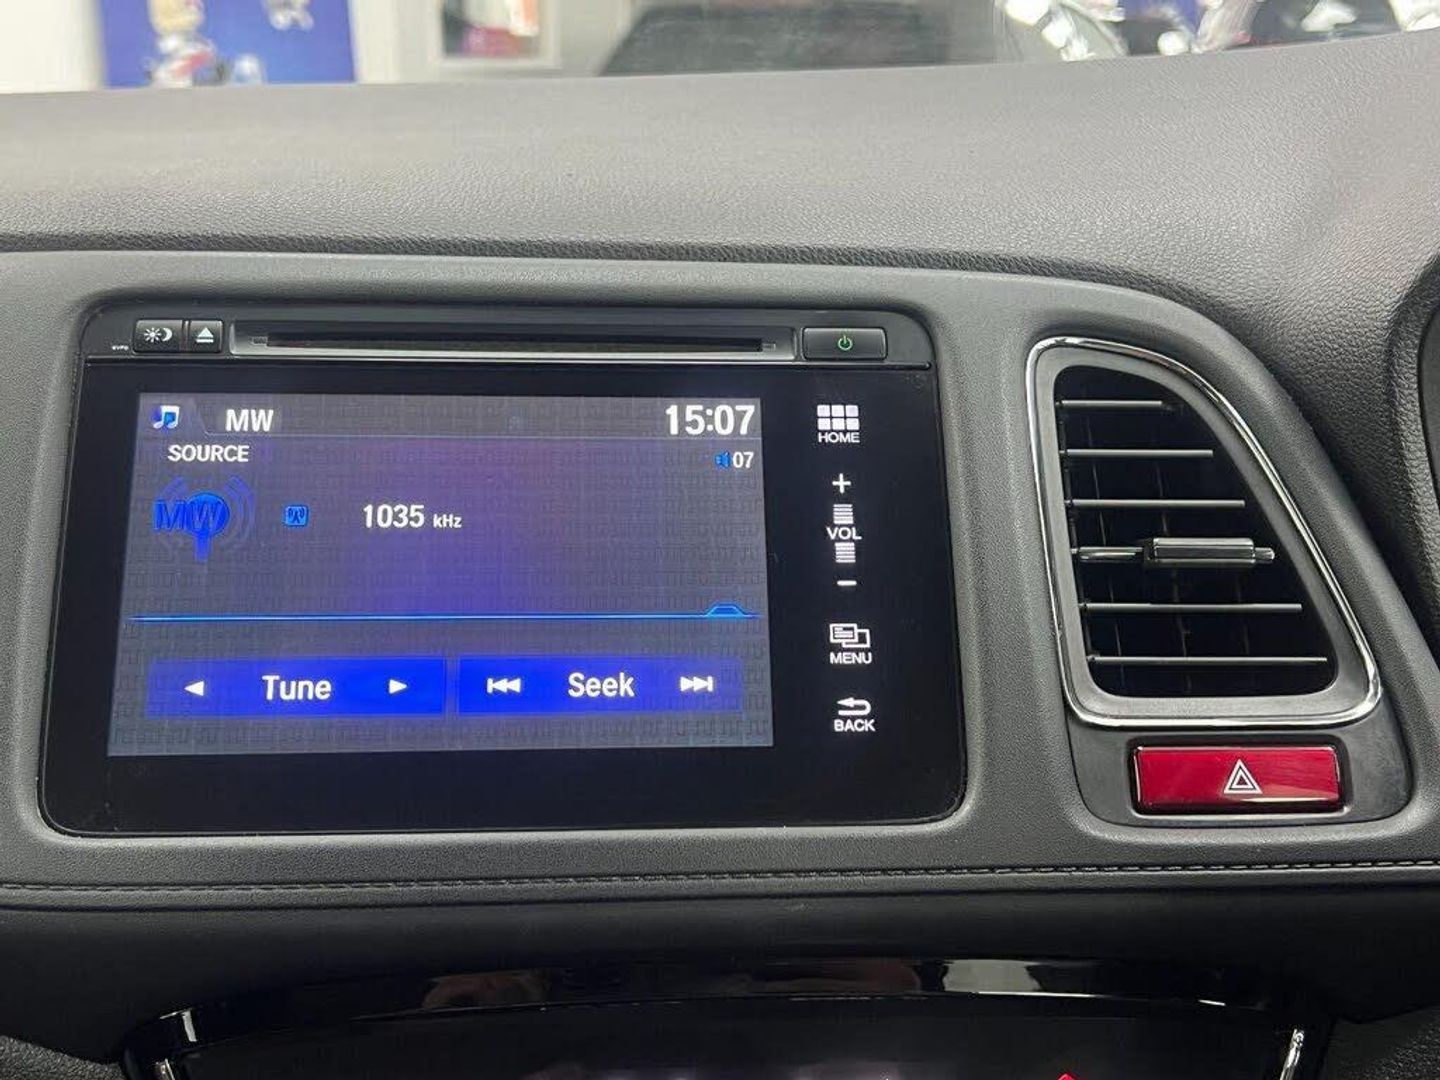 MW
15:07
SOURCE
07
MW
1035 kHz
Tune
Seek
HOME
+
VOL
-
MENU
BACK